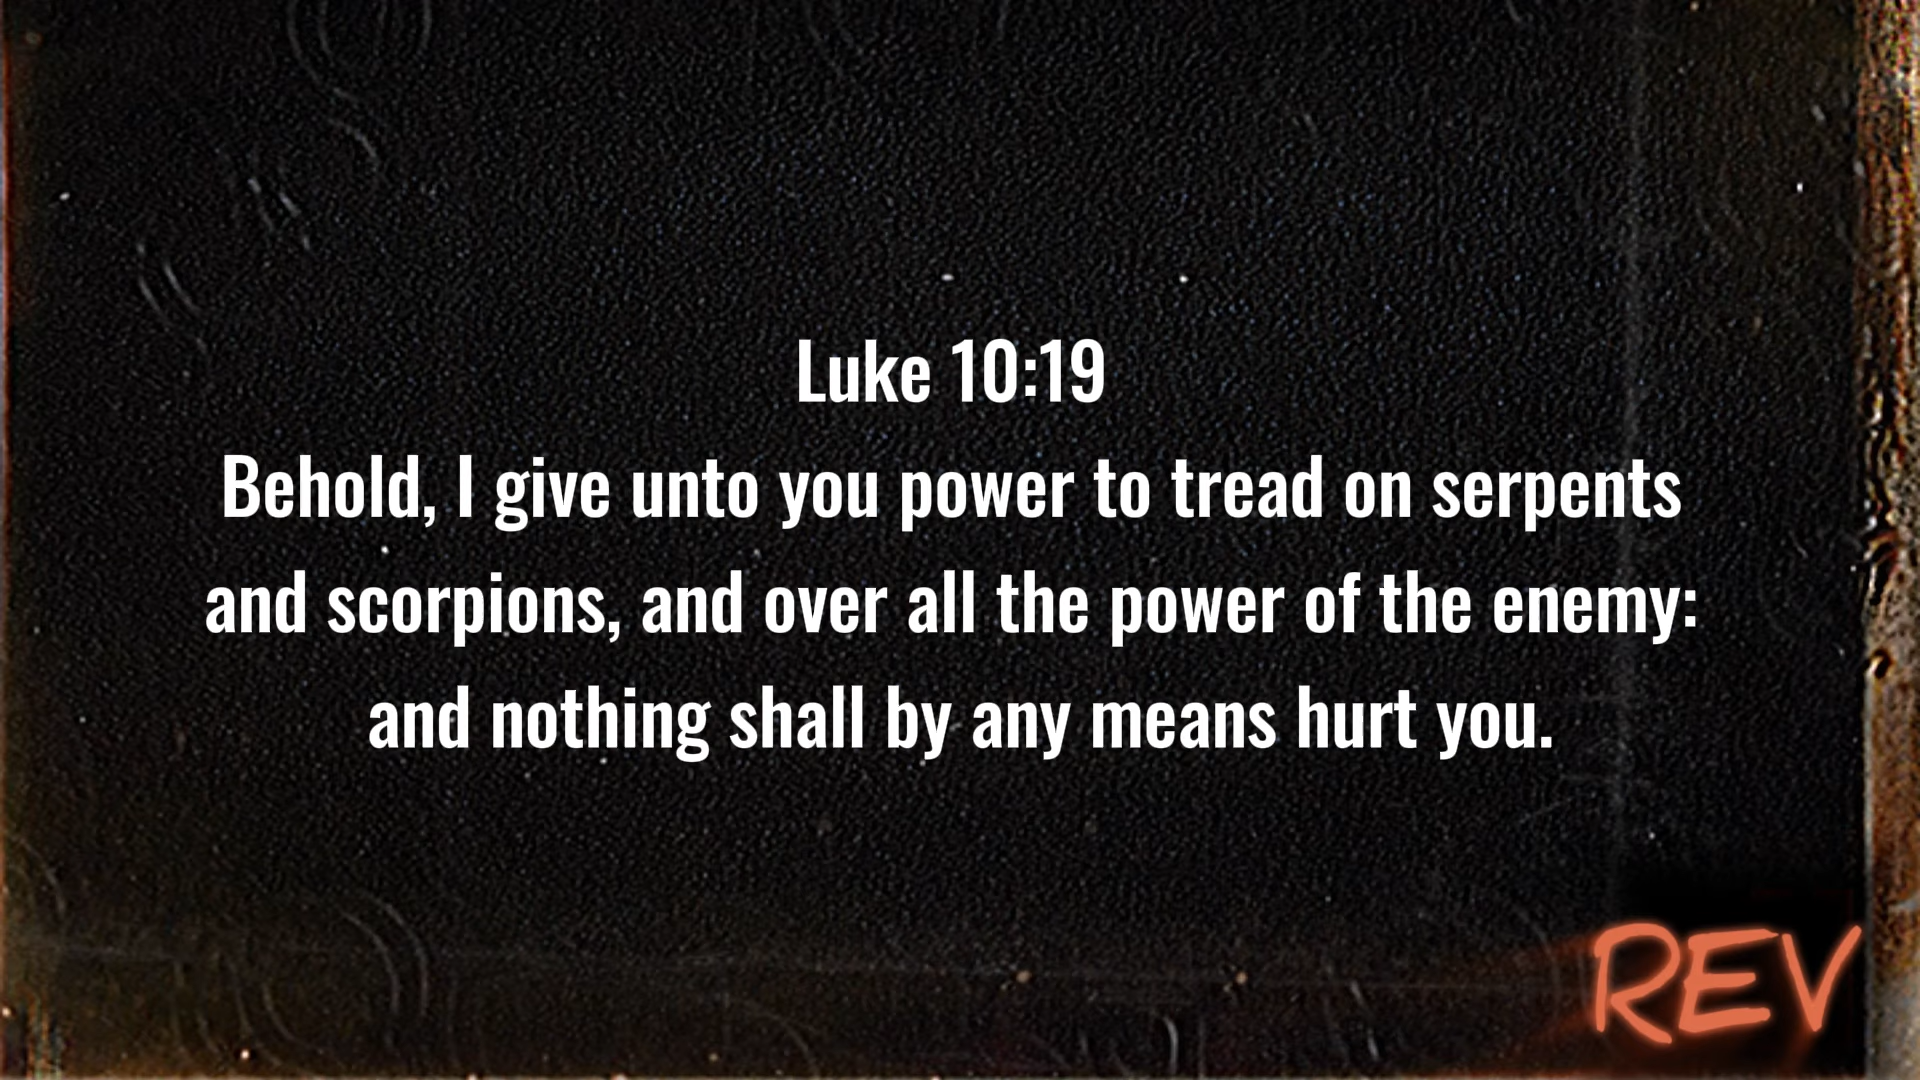 Luke 10:19
Behold, I give unto you power to tread on serpents
and scorpions, and over all the power of the enemy:
and nothing shall by any means hurt you.
REV